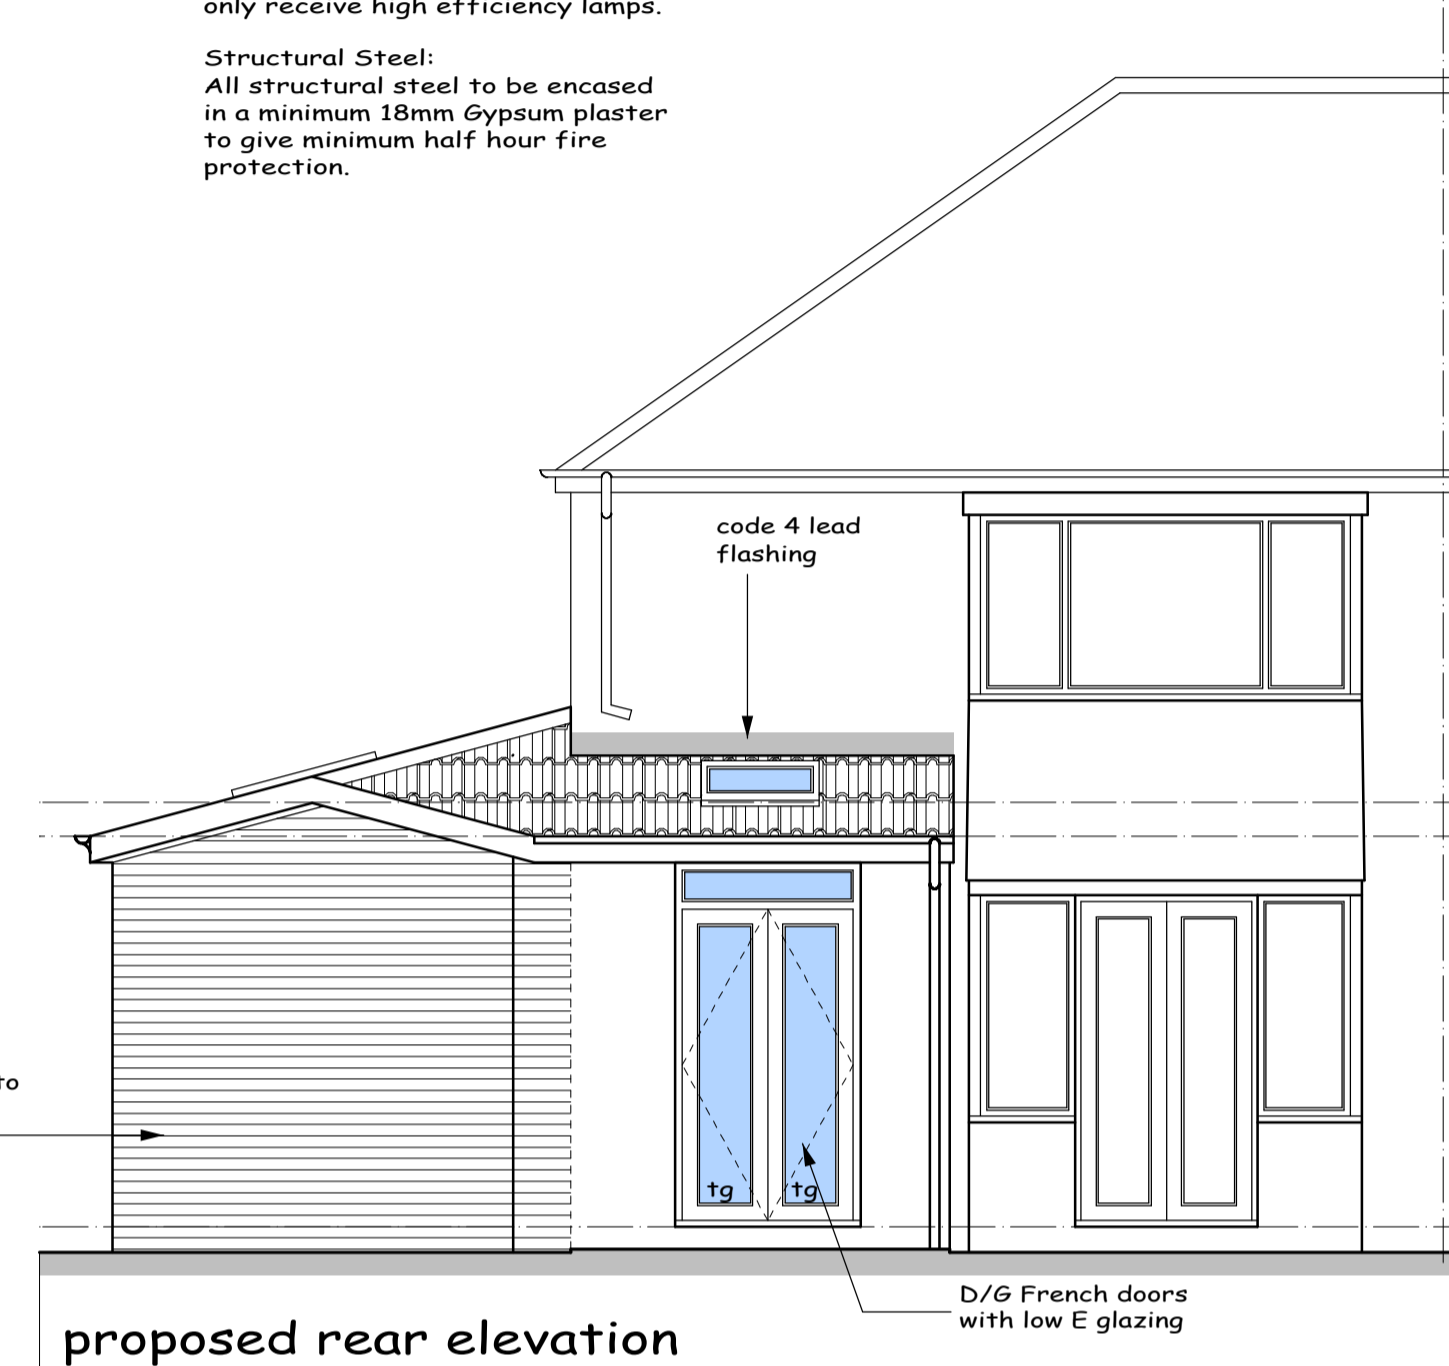 only receive high efficiency lamps.
Structural Steel:
All structural steel to be encased
in a minimum 18mm Gypsum plaster
to give minimum half hour fire
protection.
code 4 lead
flashing
to
tg
tg
D/G French doors
with low E glazing
proposed rear elevation